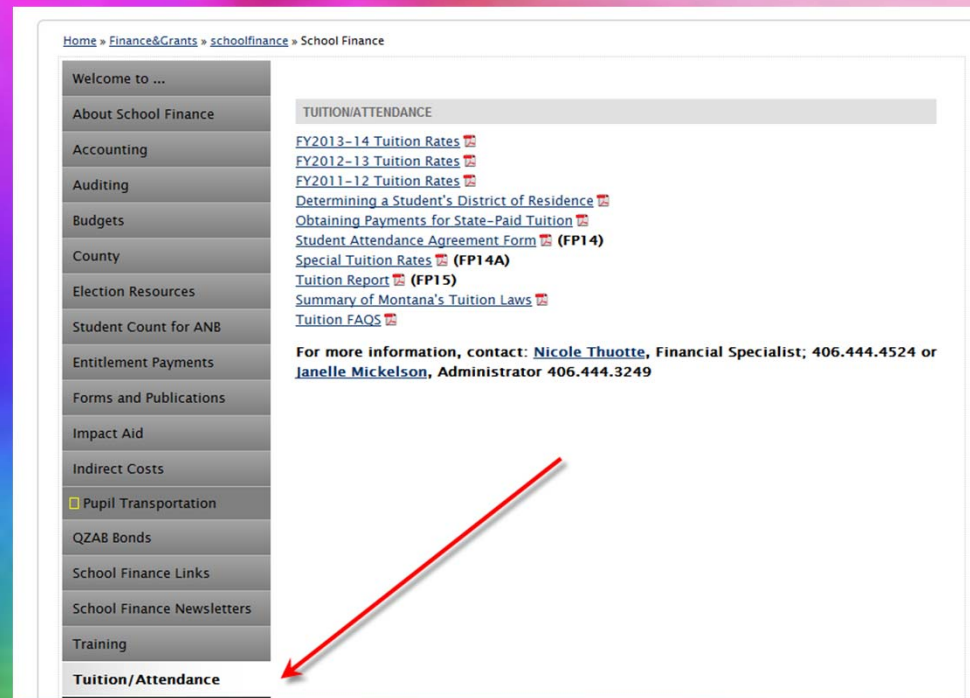 Home » Finance&Grants » schoolfinance » School Finance
Welcome to ...
About School Finance
Accounting
Auditing
Budgets
County
Election Resources
Student Count for ANB
Entitlement Payments
Forms and Publications
Impact Aid
Indirect Costs
Pupil Transportation
QZAB Bonds
School Finance Links
School Finance Newsletters
Training
Tuition/Attendance
TUITION/ATTENDANCE
FY2013-14 Tuition Rates
FY2012-13 Tuition Rates
FY2011-12 Tuition Rates
Determining a Student's District of Residence
Obtaining Payments for State-Paid Tuition
Student Attendance Agreement Form (FP14)
Special Tuition Rates (FP14A)
Tuition Report (FP15)
Summary of Montana's Tuition Laws
Tuition FAQS
For more information, contact: Nicole Thuotte, Financial Specialist; 406.444.4524 or
Janelle Mickelson, Administrator 406.444.3249